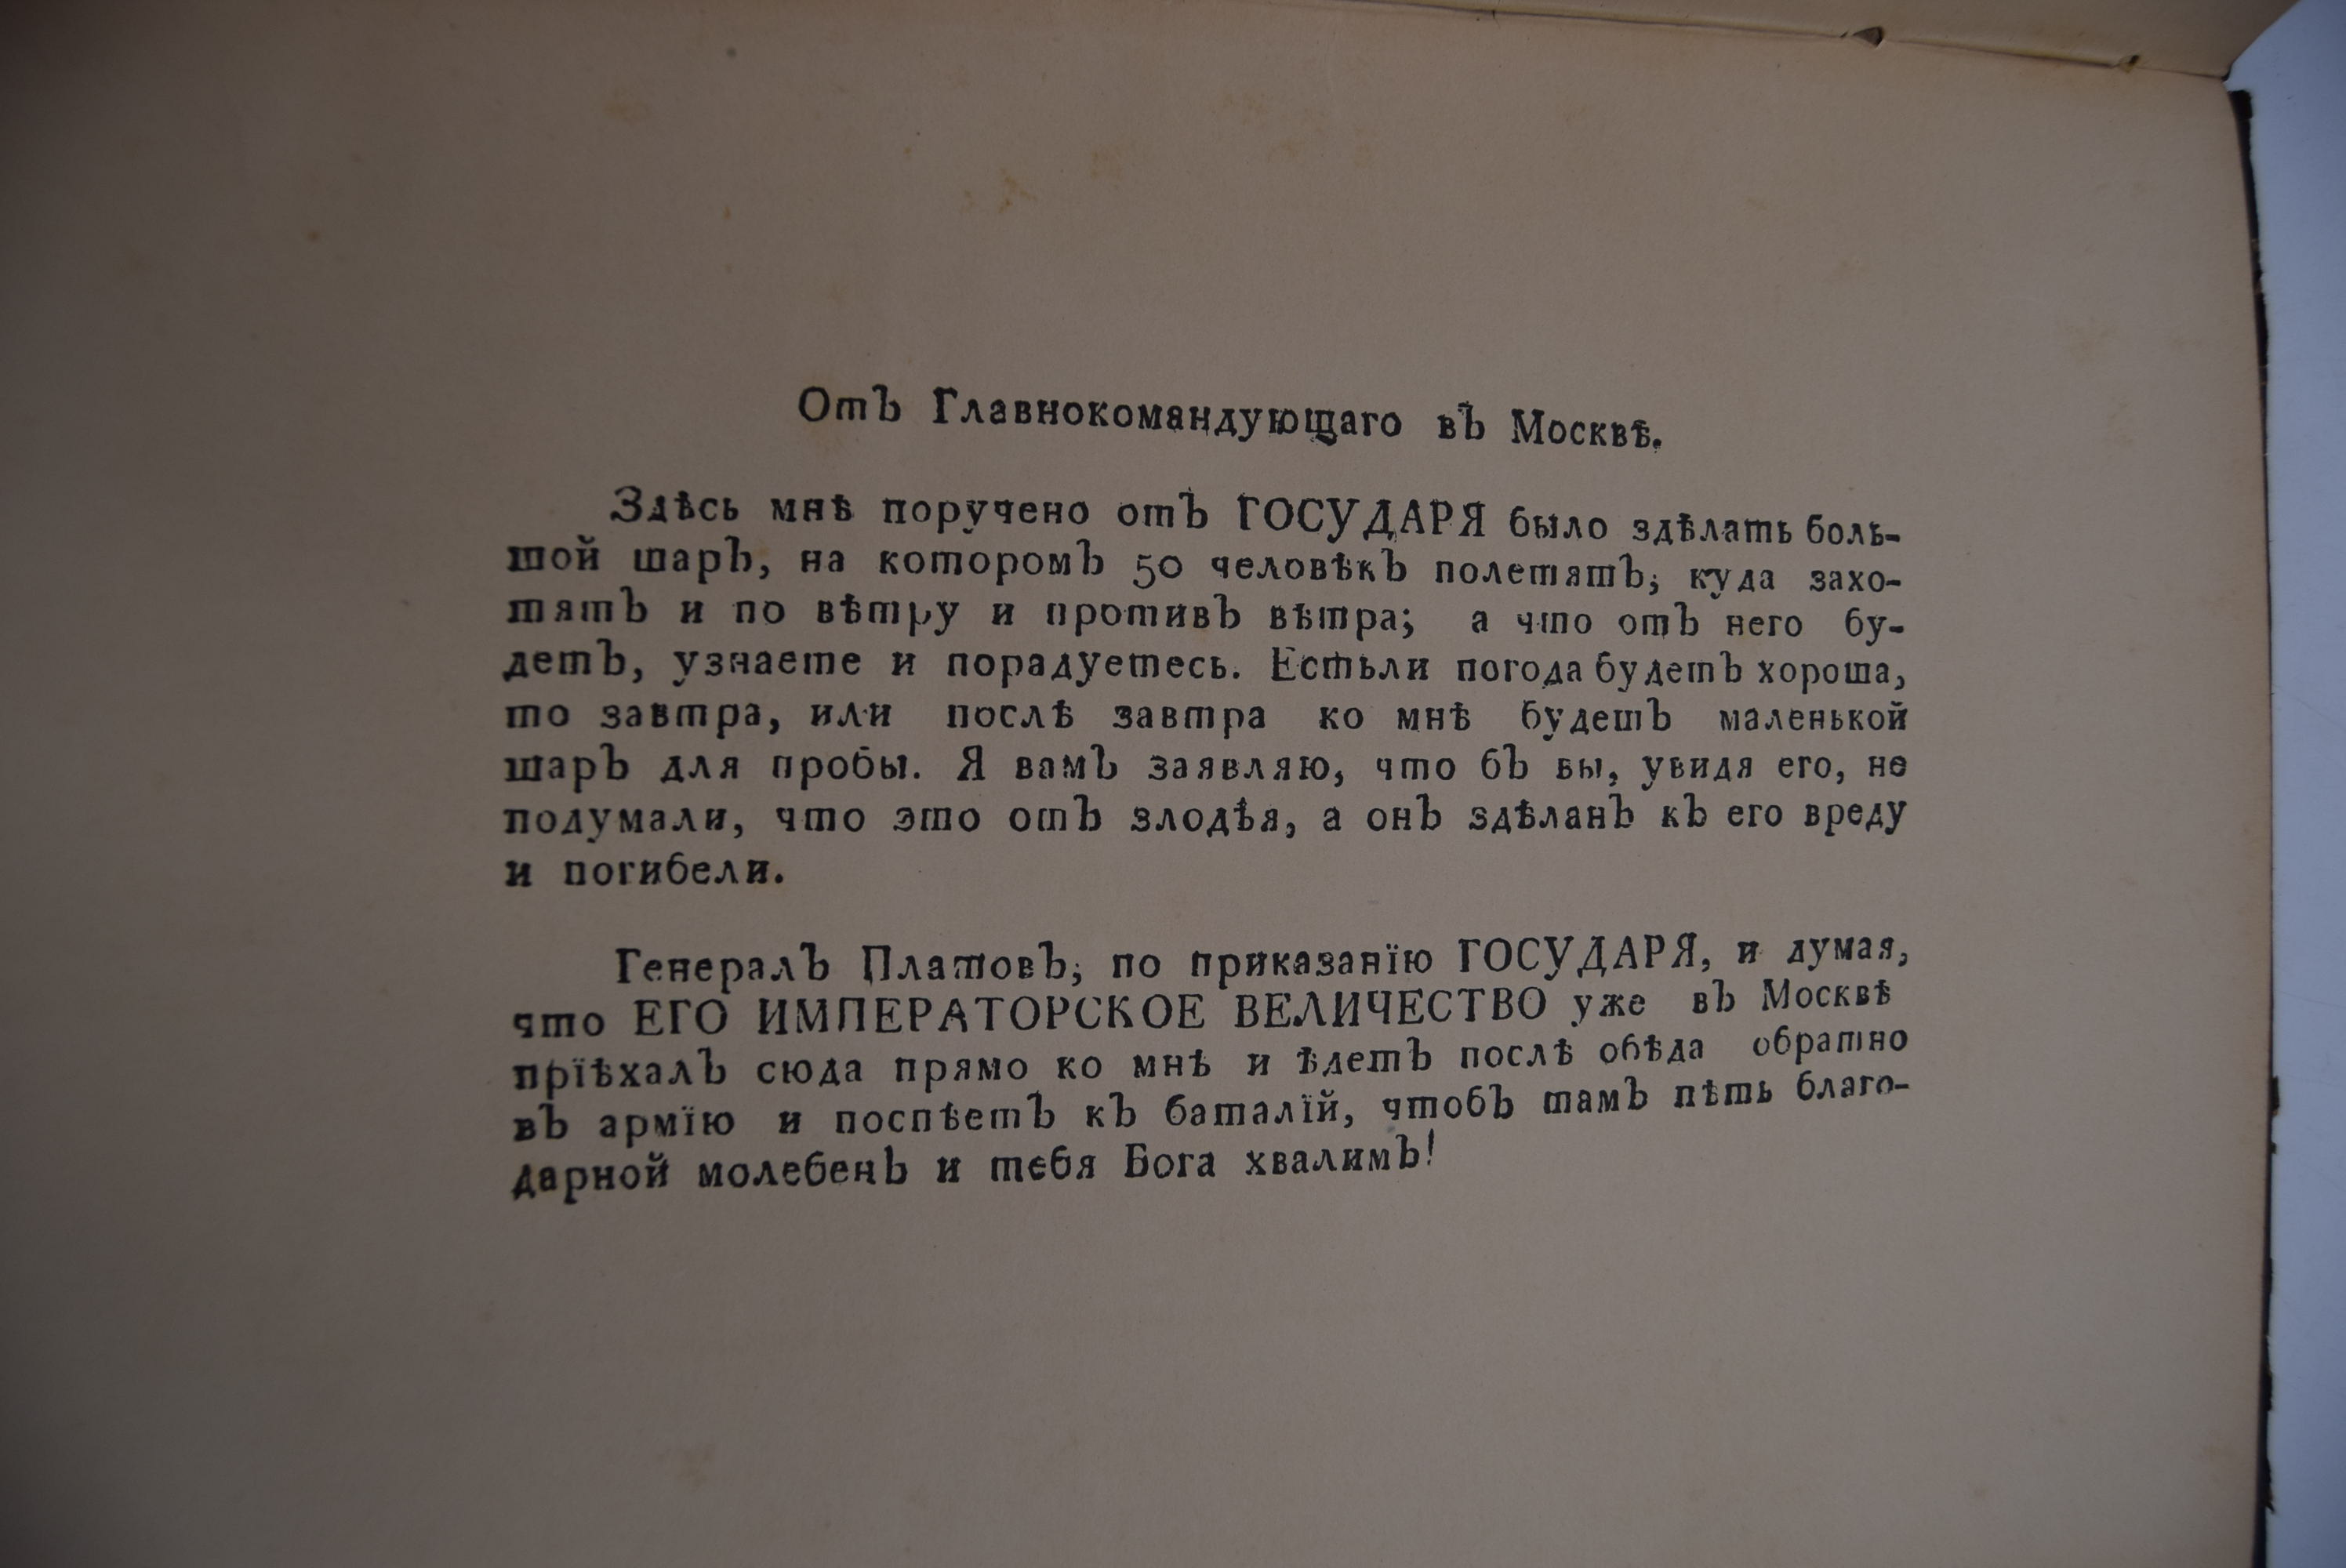 Отъ Главнокомандующаго въ Москвѣ.
Здѣсь мнѣ поручено отъ ГОСУДАРЯ было здѣлать боль-
шой шаръ, на которомъ 50 человѣкъ полетятъ, куда захо-
тятъ и по вѣтру и противъ вѣтра; а что отъ него бу-
детъ, узнаете и порадуетесь. Естьли погода будетъ хороша,
то завтра, или послѣ завтра ко мнѣ будетъ маленькой
шаръ для пробы. Я вамъ заявляю, что бъ вы, увидя его, не
подумали, что это отъ злодѣя, а онъ здѣланъ къ его вреду
и погибели.
Генералъ Платовъ, по приказанїю ГОСУДАРЯ, и думая,
что ЕГО ИМПЕРАТОРСКОЕ ВЕЛИЧЕСТВО уже въ Москвѣ
прїѣхалъ сюда прямо ко мнѣ и ѣдетъ послѣ обѣда обратно
въ армїю и поспѣетъ къ баталїй, чтобъ тамъ пѣть благо-
дарной молебенъ и тебя Бога хвалимъ!